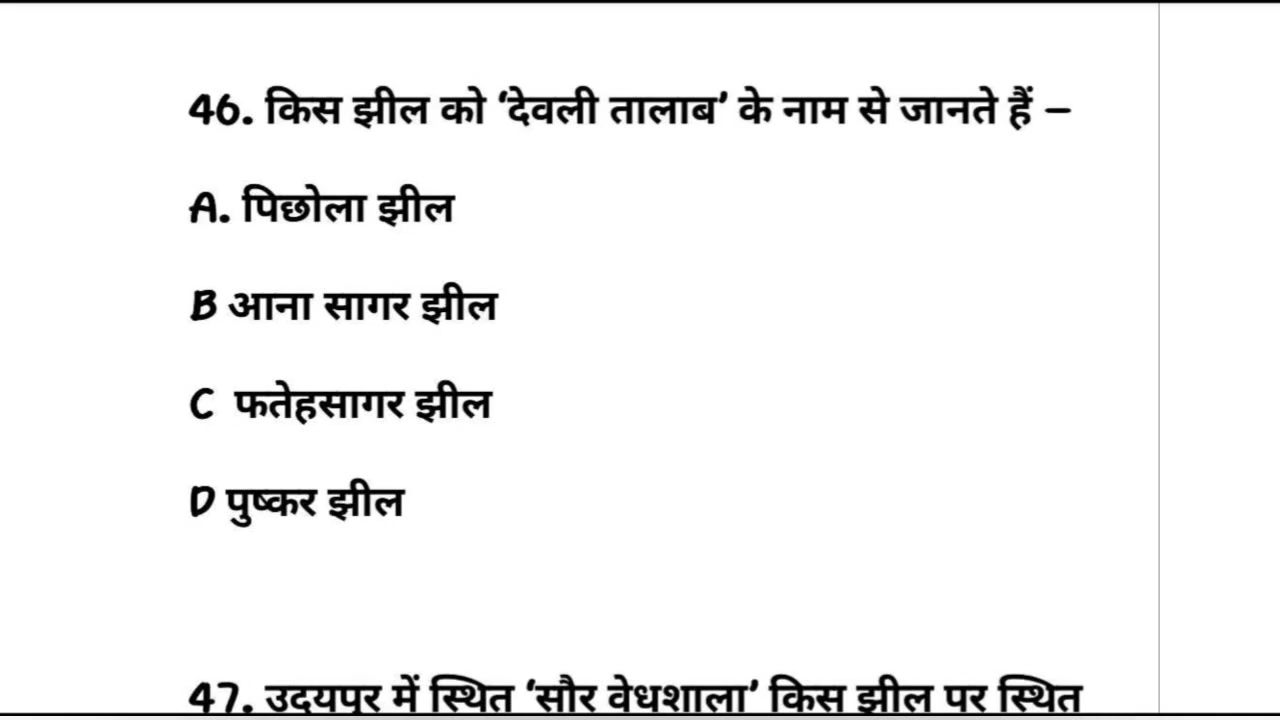 46. किस झील को ‘देवली तालाब’ के नाम से जानते हैं –
A. पिछोला झील
B आना सागर झील
C फतेहसागर झील
D पुष्कर झील
47. उदयपुर में स्थित ‘सौर वेधशाला’ किस झील पर स्थित